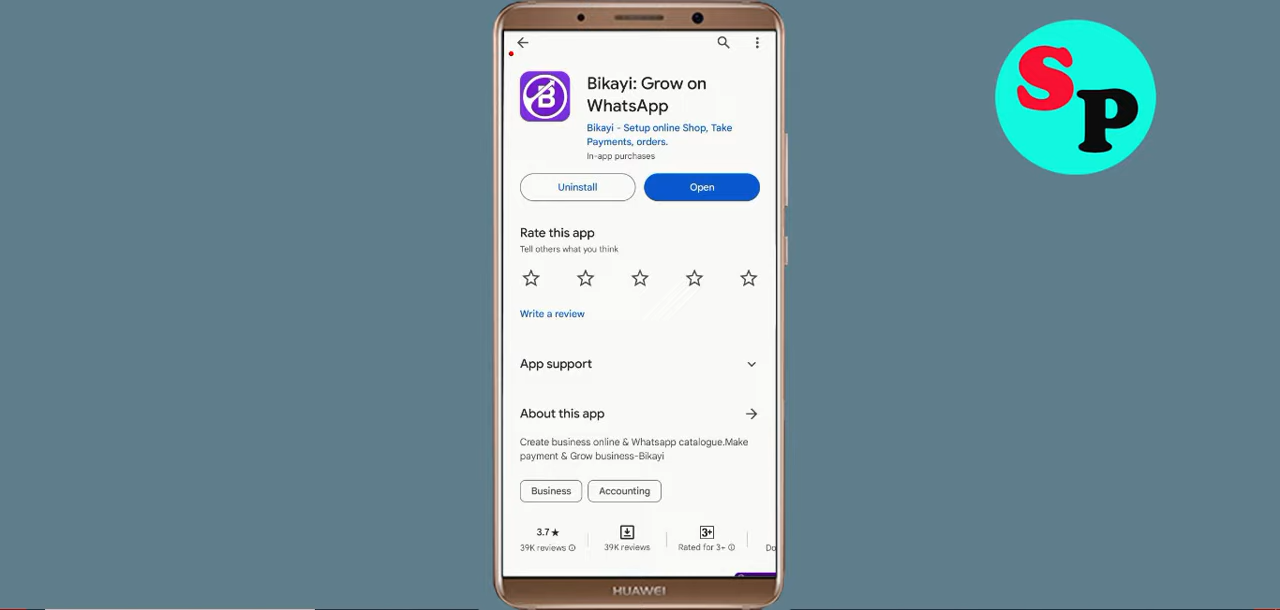 Bikayi: Grow on
WhatsApp
Bikayi - Setup online Shop, Take
Payments, orders.
In-app purchases
Uninstall
Open
Rate this app
Tell others what you think
Write a review
App support
About this app
Create business online & Whatsapp catalogue.Make
payment & Grow business-Bikayi
Business
Accounting
3.7★
39K reviews
39K reviews
3+
Rated for 3+
Do
HUAWEI
SP